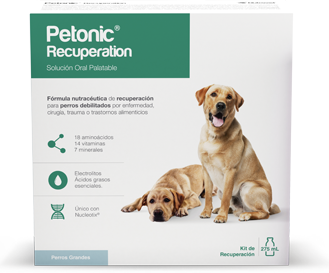 Petonic®
Recuperation
Solución Oral Palatable
Fórmula nutracéutica de recuperación
para perros debilitados por enfermedad,
cirugía, trauma o trastornos alimenticios
18 aminoácidos
14 vitaminas
7 minerales
Electrolitos
Ácidos grasos
esenciales.
Único con
Nucleotix®
Perros Grandes
Kit de
Recuperación
275 mL